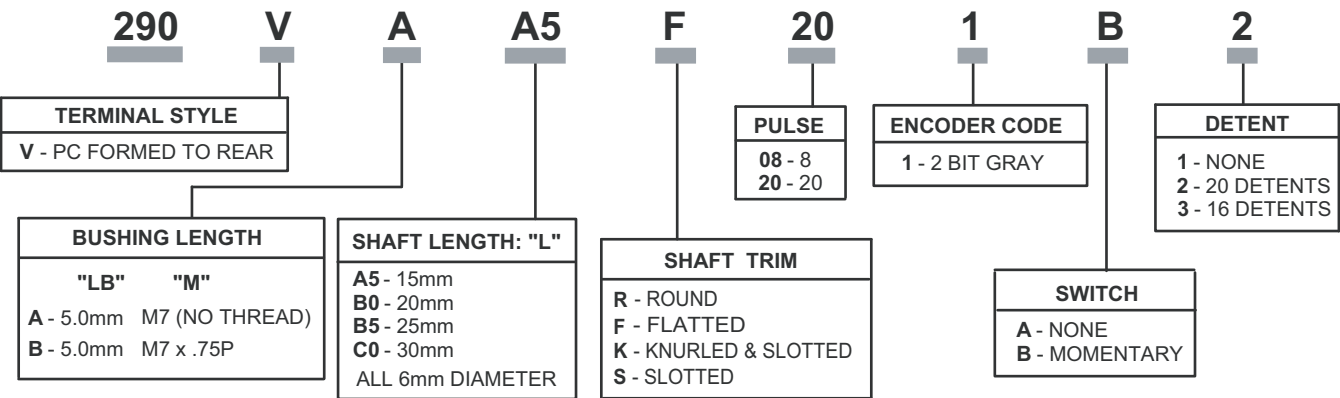 290 V A A5 F 20 1 B 2
TERMINAL STYLE
V - PC FORMED TO REAR
BUSHING LENGTH
"LB" "M"
A - 5.0mm M7 (NO THREAD)
B - 5.0mm M7 x .75P
SHAFT LENGTH: "L"
A5 - 15mm
B0 - 20mm
B5 - 25mm
C0 - 30mm
ALL 6mm DIAMETER
SHAFT TRIM
R - ROUND
F - FLATTED
K - KNURLED & SLOTTED
S - SLOTTED
PULSE
08 - 8
20 - 20
ENCODER CODE
1 - 2 BIT GRAY
SWITCH
A - NONE
B - MOMENTARY
DETENT
1 - NONE
2 - 20 DETENTS
3 - 16 DETENTS